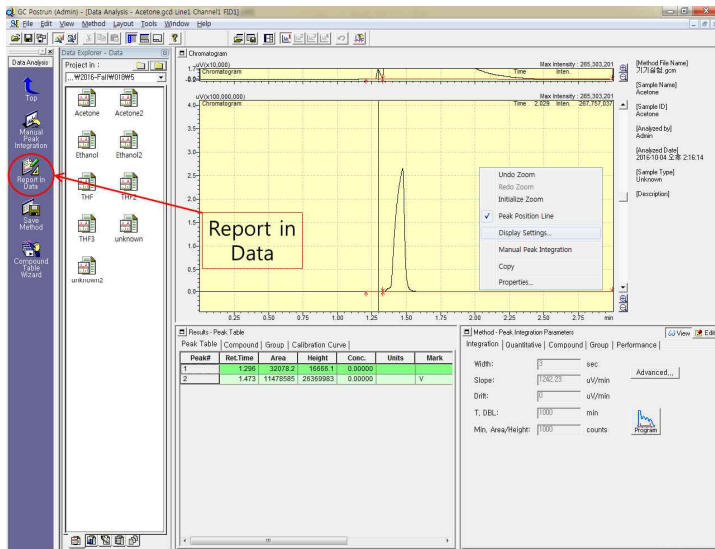 GC Postrun (Admin) - [Data Analysis - Acetone.gcd Line1 Channel1 FID1]
File Edit View Method Layout Tools Window Help
Data Analysis
Top
Manual
Peak
Integration
Report in
Data
Save
Method
Compound
Table
Wizard
Data Explorer - Data
Project in :
...₩2016-Fall₩018₩5
Acetone Acetone2
Ethanol Ethanol2
THF THF2
THF3 unknown
unknown2
Report in
Data
Chromatogram
uV(x10,000)
Chromatogram
Max Intensity : 265,303,201
Time Inten.
1.7
0.0
uV(x100,000,000)
Chromatogram
Max Intensity : 265,303,201
Time 2.029 Inten. 267,757,037
4.0
3.5
3.0
2.5
2.0
1.5
1.0
0.5
0.0
0.25 0.50 0.75 1.00 1.25 1.50 1.75 2.00 2.25 2.50 2.75 min
Undo Zoom
Redo Zoom
Initialize Zoom
Peak Position Line
Display Settings...
Manual Peak Integration
Copy
Properties...
[Method File Name]
기기실험.gcm
[Sample Name]
Acetone
[Sample ID]
Acetone
[Analyzed by]
Admin
[Analyzed Date]
2016-10-04 오후 2:16:14
[Sample Type]
Unknown
[Description]
Results - Peak Table
Peak Table Compound Group Calibration Curve
Peak# Ret.Time Area Height Conc. Units Mark
1 1.296 32078.2 16666.1 0.00000
2 1.473 11478585 26369983 0.00000 V
Method - Peak Integration Parameters
View Edit
Integration Quantitative Compound Group Performance
Width: 3 sec
Advanced...
Slope: 1242.23 uV/min
Drift: 0 uV/min
T. DBL: 1000 min
Min. Area/Height: 1000 counts
Program